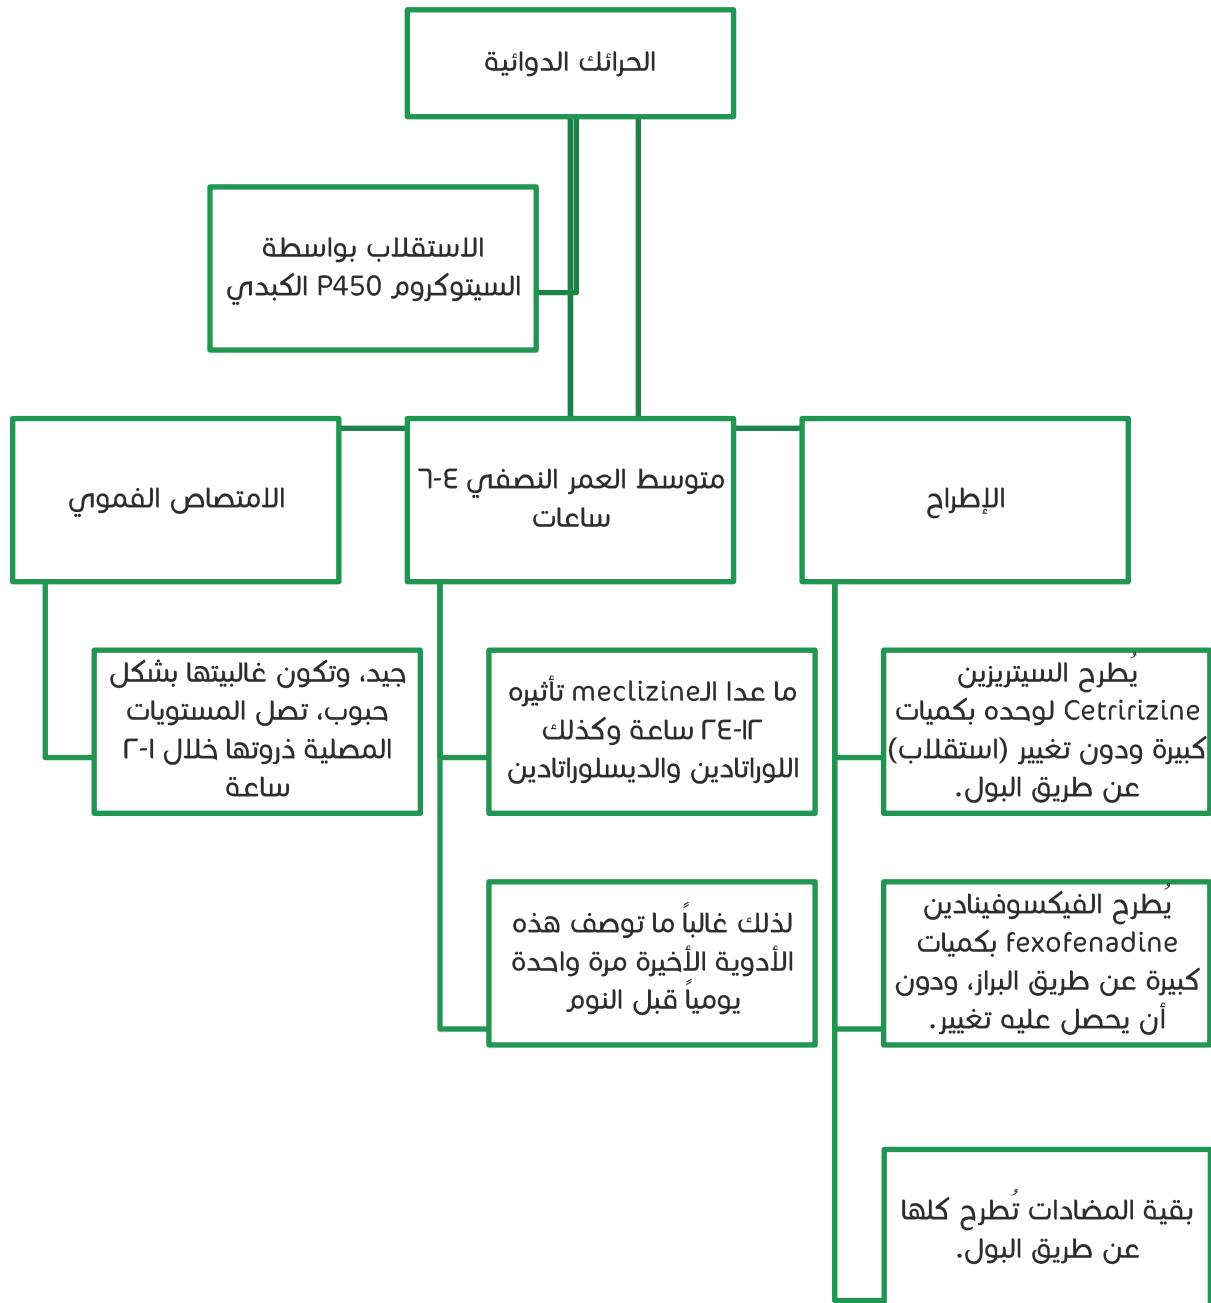 الحرائك الدوائية
الاستقلاب بواسطة
السيتوكروم P450 الكبدي
الإطراح
متوسط العمر النصفي ٤-٦
ساعات
الامتصاص الفموي
يُطرح السيتريزين
Cetririzine لوحده بكميات
كبيرة ودون تغيير (استقلاب)
عن طريق البول.
يُطرح الفيكسوفينادين
fexofenadine بكميات
كبيرة عن طريق البراز، ودون
أن يحصل عليه تغيير.
بقية المضادات تُطرح كلها
عن طريق البول.
ما عدا الـmeclizine تأثيره
١٢-٢٤ ساعة وكذلك
اللوراتادين والديسلوراتادين
لذلك غالباً ما توصف هذه
الأدوية الأخيرة مرة واحدة
يومياً قبل النوم
جيد، وتكون غالبيتها بشكل
حبوب، تصل المستويات
المصلية ذروتها خلال ١-٢
ساعة